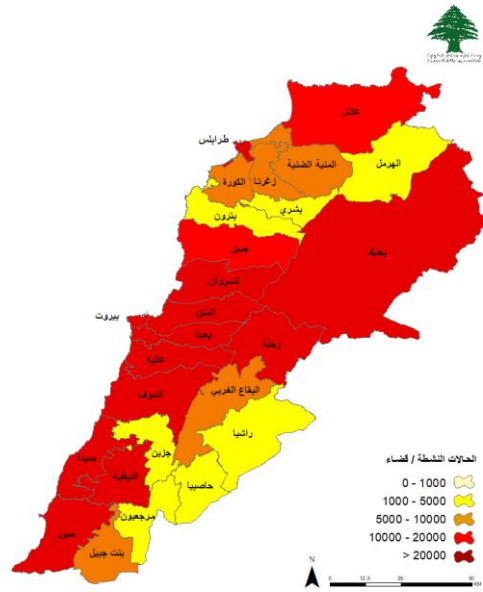 عكار
طرابلس
الهرمل
المنية الضنية
زغرتا
الكورة
بشري
بترون
بعلبك
جبيل
كسروان
المتن
بيروت
بعبدا
زحلة
عاليه
البقاع الغربي
الشوف
راشيا
جزين
صيدا
النبطية
حاصبيا
مرجعيون
صور
بنت جبيل
الحالات النشطة / قضاء
0 - 1000
1000 - 5000
5000 - 10000
10000 - 20000
> 20000
N
0 12.5 25 50
KM